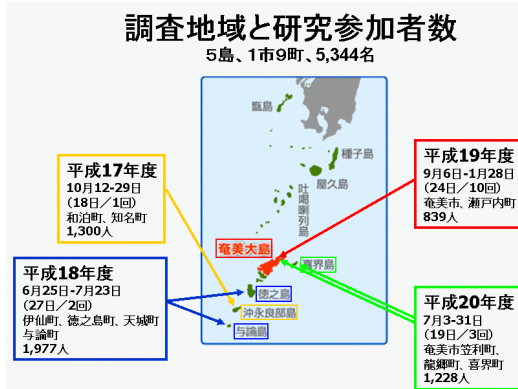 調査地域と研究参加者数
5島、1市9町、5,344名
甑島
種子島
屋久島
吐噶喇列島
奄美大島
喜界島
徳之島
沖永良部島
与論島
平成17年度
10月12-29日
(18日/1回)
和泊町、知名町
1,300人
平成18年度
6月25日-7月23日
(27日/2回)
伊仙町、徳之島町、天城町
与論町
1,977人
平成19年度
9月6日-1月28日
(24日/10回)
奄美市、瀬戸内町
839人
平成20年度
7月3-31日
(19日/3回)
奄美市笠利町、
龍郷町、喜界町
1,228人